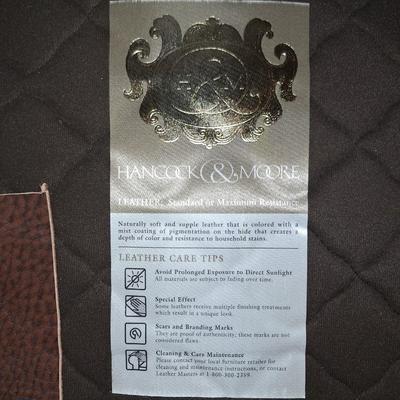 HANCOCK & MOORE
LEATHER, Standard or Maximum Resistance
Naturally soft and supple leather that is colored with a
mist coating of pigmentation on the hide that creates a
depth of color and resistance to household stains.
LEATHER CARE TIPS
Avoid Prolonged Exposure to Direct Sunlight
All materials are subject to fading over time.
Special Effect
Some leathers receive multiple finishing treatments
which result in a unique look.
Scars and Branding Marks
They are proof of authenticity; these marks are not
considered flaws.
Cleaning & Care Maintenance
Please contact your local furniture retailer for
cleaning and maintenance instructions, or contact
Leather Masters at 1-800-300-2389.